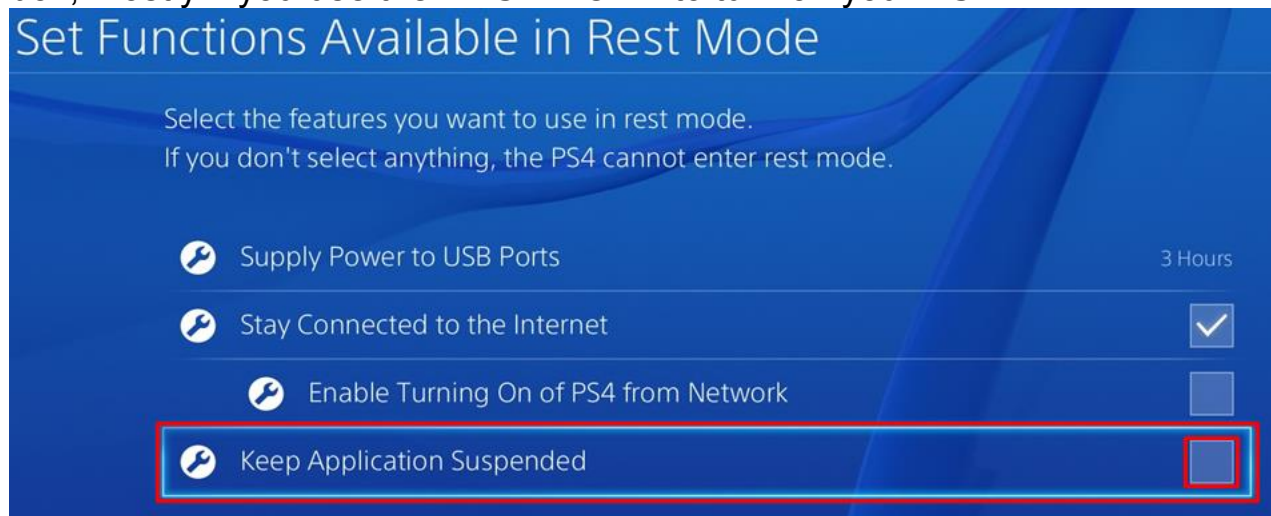 Set Functions Available in Rest Mode
Select the features you want to use in rest mode.
If you don't select anything, the PS4 cannot enter rest mode.
Supply Power to USB Ports 3 Hours
Stay Connected to the Internet
Enable Turning On of PS4 from Network
Keep Application Suspended